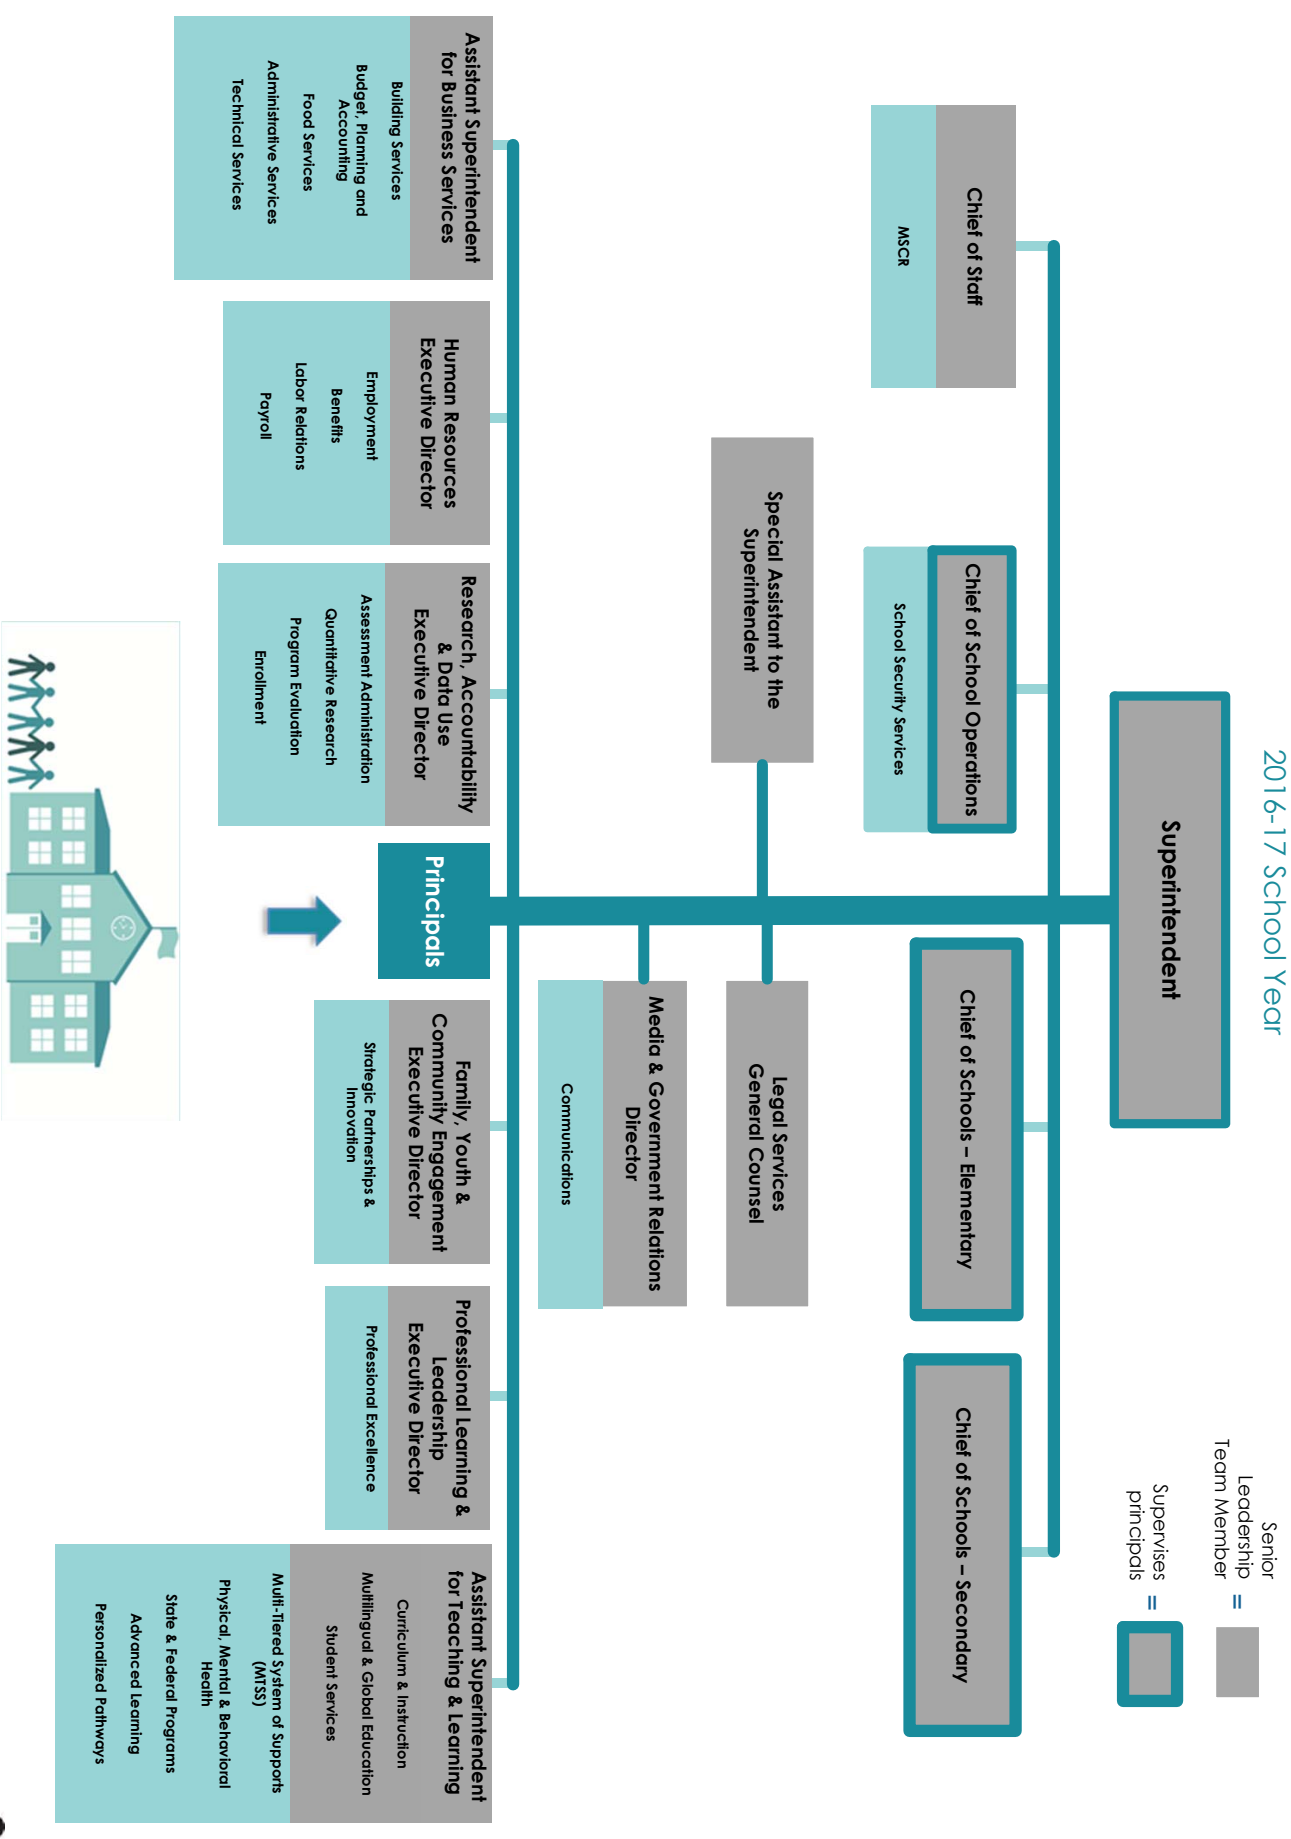 2016-17 School Year
Senior
Leadership
Team Member
=
Supervises
principals
=
Superintendent
Chief of Staff
MSCR
Chief of School Operations
School Security Services
Chief of Schools – Elementary
Chief of Schools – Secondary
Special Assistant to the
Superintendent
Legal Services
General Counsel
Media & Government Relations
Director
Communications
Assistant Superintendent
for Business Services
Building Services
Budget, Planning and
Accounting
Food Services
Administrative Services
Technical Services
Human Resources
Executive Director
Employment
Benefits
Labor Relations
Payroll
Research, Accountability
& Data Use
Executive Director
Assessment Administration
Quantitative Research
Program Evaluation
Enrollment
Principals
Family, Youth &
Community Engagement
Executive Director
Strategic Partnerships &
Innovation
Professional Learning &
Leadership
Executive Director
Professional Excellence
Assistant Superintendent
for Teaching & Learning
Curriculum & Instruction
Multilingual & Global Education
Student Services
Multi-Tiered System of Supports
(MTSS)
Physical, Mental & Behavioral
Health
State & Federal Programs
Advanced Learning
Personalized Pathways